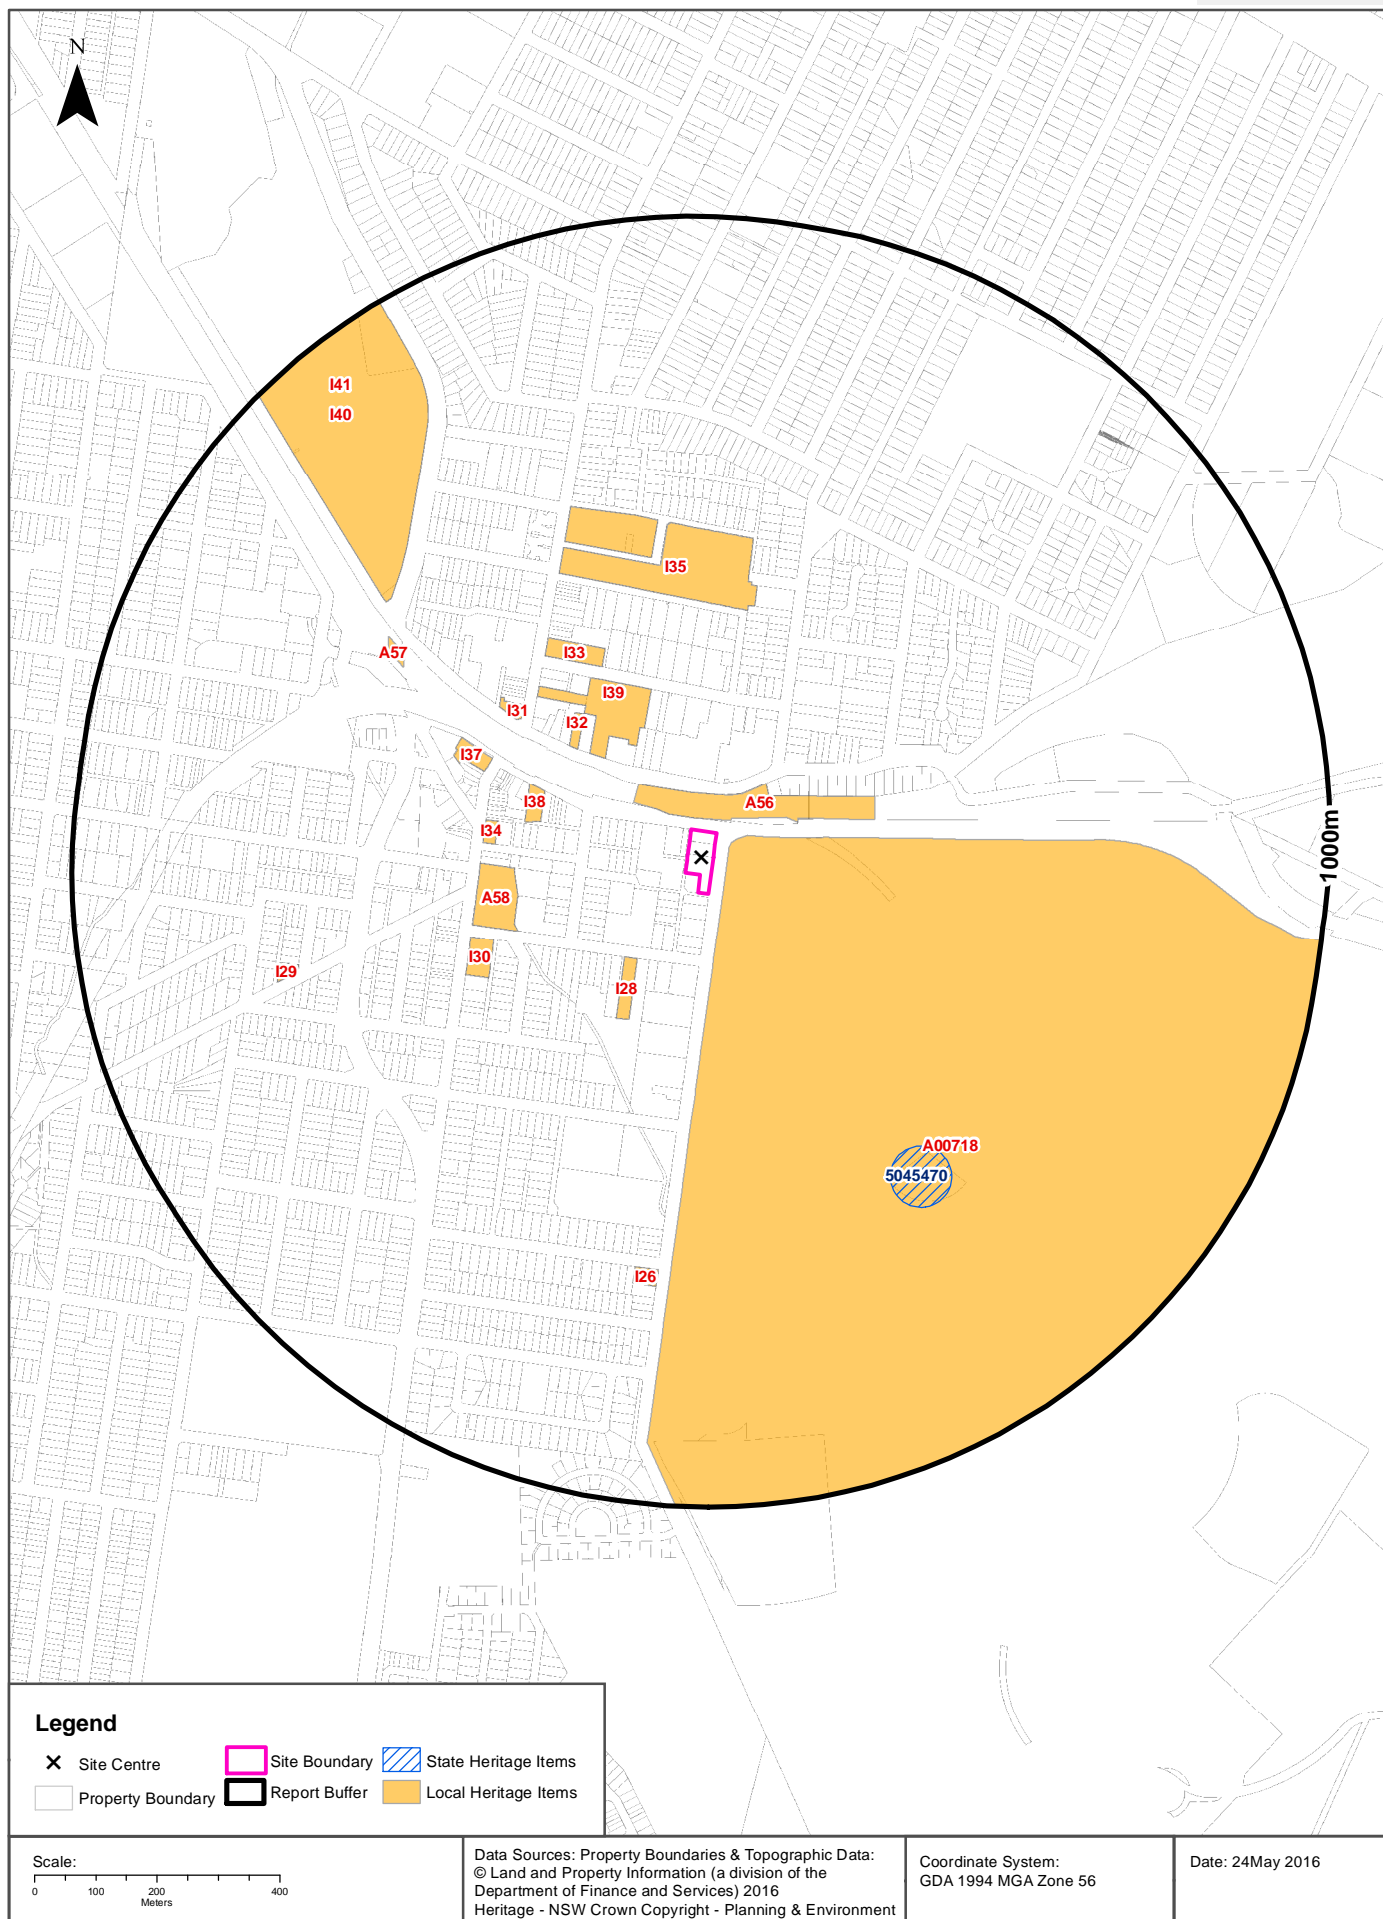 N
I41
I40
I35
A57
I33
I39
I31
I32
I37
I38
A56
I34
1000m
A58
I30
I29
I28
A00718
5045470
I26
Legend
Site Centre
Site Boundary
State Heritage Items
Property Boundary
Report Buffer
Local Heritage Items
Scale:
0 100 200 400
Meters
Data Sources: Property Boundaries & Topographic Data:
© Land and Property Information (a division of the
Department of Finance and Services) 2016
Heritage - NSW Crown Copyright - Planning & Environment
Coordinate System:
GDA 1994 MGA Zone 56
Date: 24May 2016